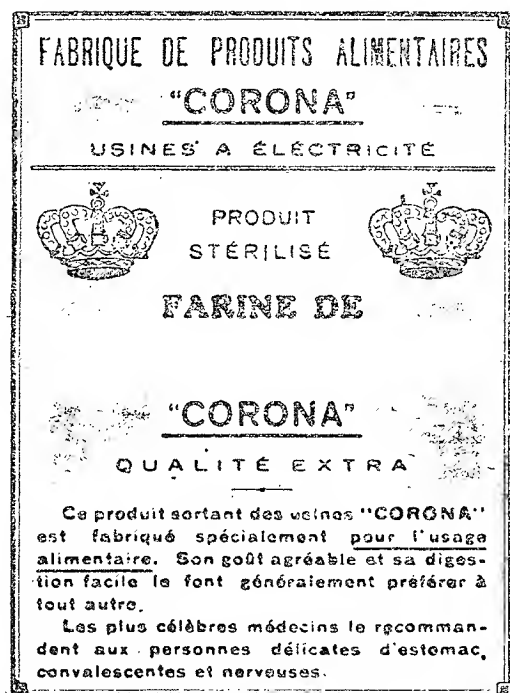 FABRIQUE DE PRODUITS ALIMENTAIRES
"CORONA"
USINES A ÉLÉCTRICITÉ
PRODUIT
STÉRILISÉ
FARINE DE
"CORONA"
QUALITÉ EXTRA
Ce produit sortant des usines "CORONA"
est fabriqué spécialement pour l'usage
alimentaire. Son goût agréable et sa diges-
tion facile le font généralement préférer à
tout autre.
Les plus célèbres médecins le recomman-
dent aux personnes délicates d'estomac,
convalescentes et nerveuses.